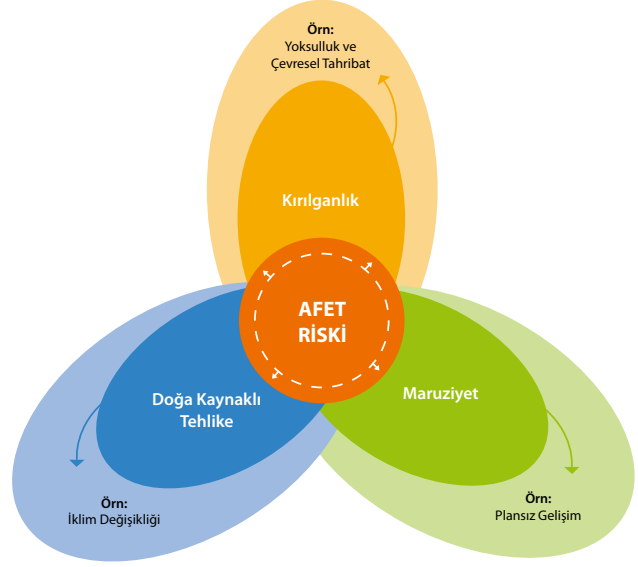 Örn:
Yoksulluk ve
Çevresel Tahribat
Kırılganlık
AFET
RİSKİ
Doğa Kaynaklı
Tehlike
Maruziyet
Örn:
İklim Değişikliği
Örn:
Plansız Gelişim